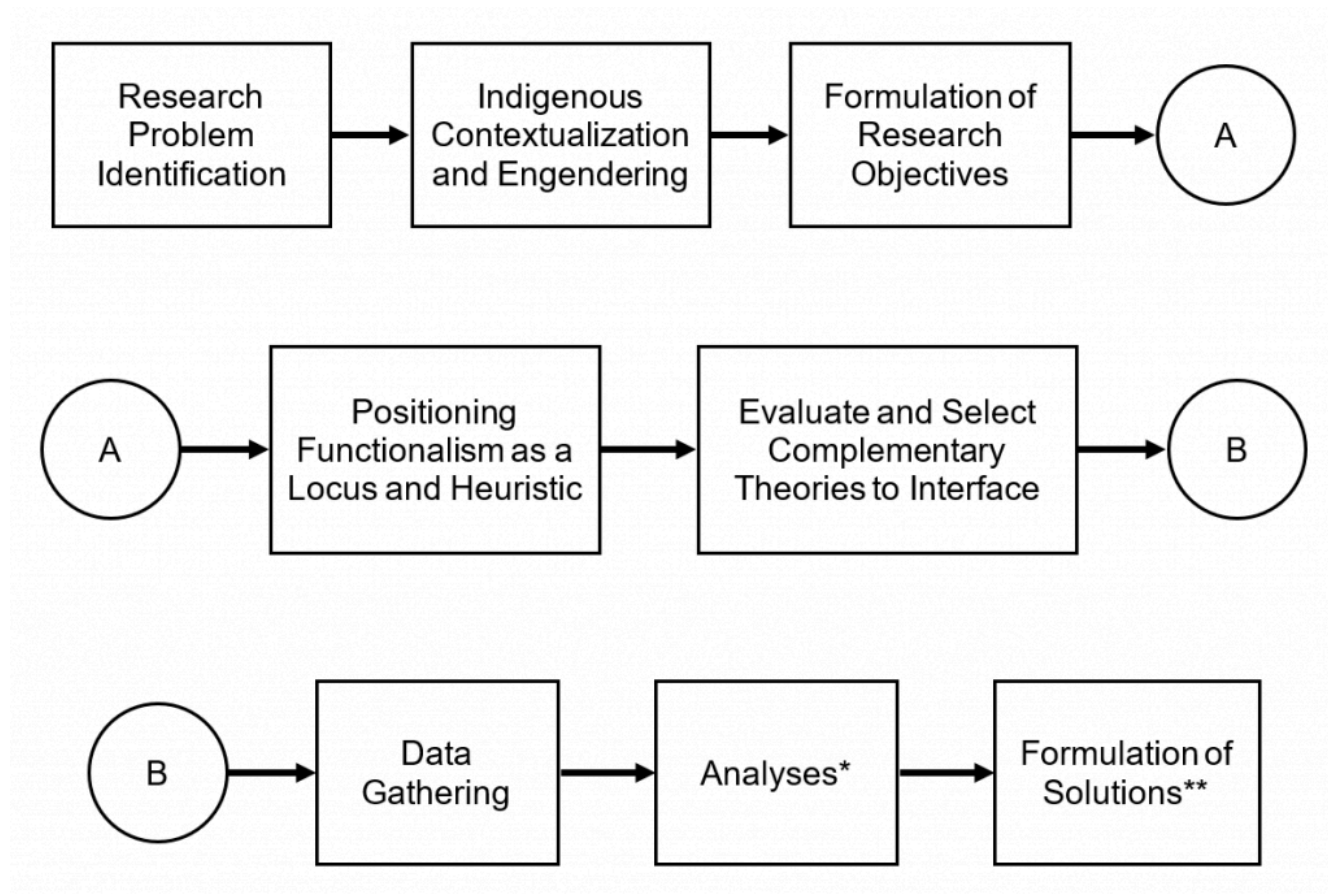 Research
Problem
Identification
Indigenous
Contextualization
and Engendering
Formulation of
Research
Objectives
A
A
Positioning
Functionalism as a
Locus and Heuristic
Evaluate and Select
Complementary
Theories to Interface
B
B
Data
Gathering
Analyses*
Formulation of
Solutions**